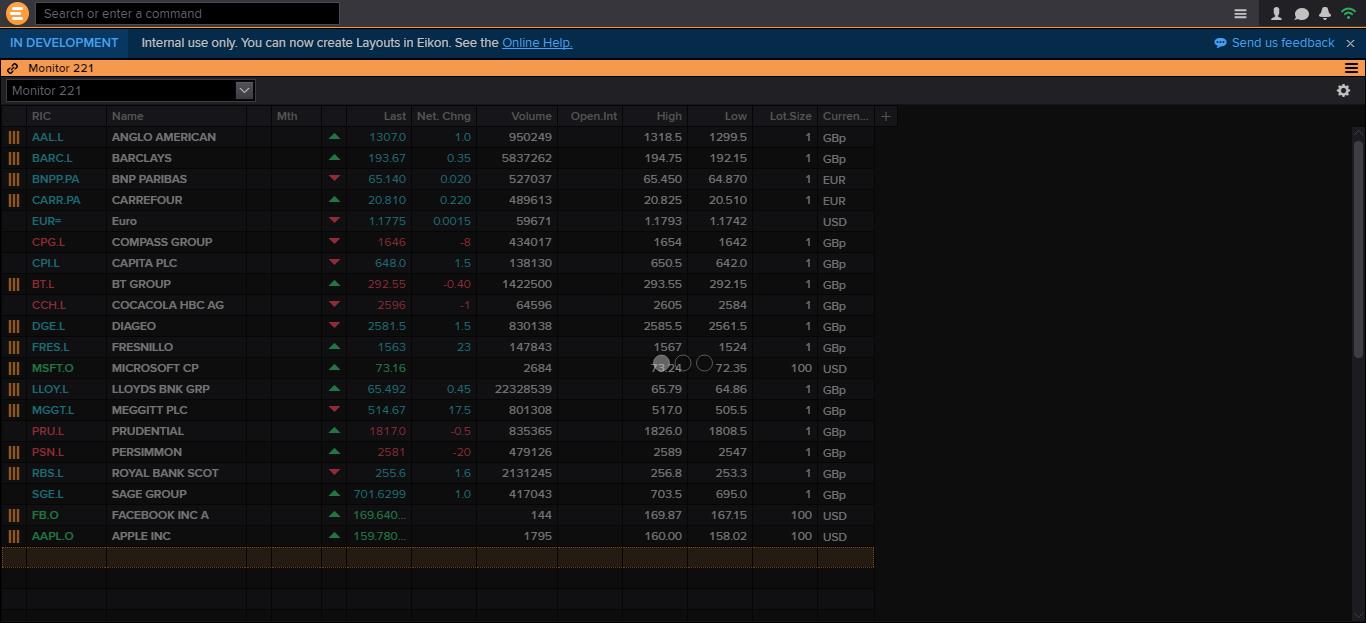 Search or enter a command
IN DEVELOPMENT Internal use only. You can now create Layouts in Eikon. See the Online Help. Send us feedback
Monitor 221
Monitor 221
RIC Name Mth Last Net. Chng Volume Open.Int High Low Lot.Size Curren...
AAL.L ANGLO AMERICAN 1307.0 1.0 950249 1318.5 1299.5 1 GBp
BARC.L BARCLAYS 193.67 0.35 5837262 194.75 192.15 1 GBp
BNPP.PA BNP PARIBAS 65.140 0.020 527037 65.450 64.870 1 EUR
CARR.PA CARREFOUR 20.810 0.220 489613 20.825 20.510 1 EUR
EUR= Euro 1.1775 0.0015 59671 1.1793 1.1742 USD
CPG.L COMPASS GROUP 1646 -8 434017 1654 1642 1 GBp
CPI.L CAPITA PLC 648.0 1.5 138130 650.5 642.0 1 GBp
BT.L BT GROUP 292.55 -0.40 1422500 293.55 292.15 1 GBp
CCH.L COCACOLA HBC AG 2596 -1 64596 2605 2584 1 GBp
DGE.L DIAGEO 2581.5 1.5 830138 2585.5 2561.5 1 GBp
FRES.L FRESNILLO 1563 23 147843 1567 1524 1 GBp
MSFT.O MICROSOFT CP 73.16 2684 73.24 72.35 100 USD
LLOY.L LLOYDS BNK GRP 65.492 0.45 22328539 65.79 64.86 1 GBp
MGGT.L MEGGITT PLC 514.67 17.5 801308 517.0 505.5 1 GBp
PRU.L PRUDENTIAL 1817.0 -0.5 835365 1826.0 1808.5 1 GBp
PSN.L PERSIMMON 2581 -20 479126 2589 2547 1 GBp
RBS.L ROYAL BANK SCOT 255.6 1.6 2131245 256.8 253.3 1 GBp
SGE.L SAGE GROUP 701.6299 1.0 417043 703.5 695.0 1 GBp
FB.O FACEBOOK INC A 169.640... 144 169.87 167.15 100 USD
AAPL.O APPLE INC 159.780... 1795 160.00 158.02 100 USD